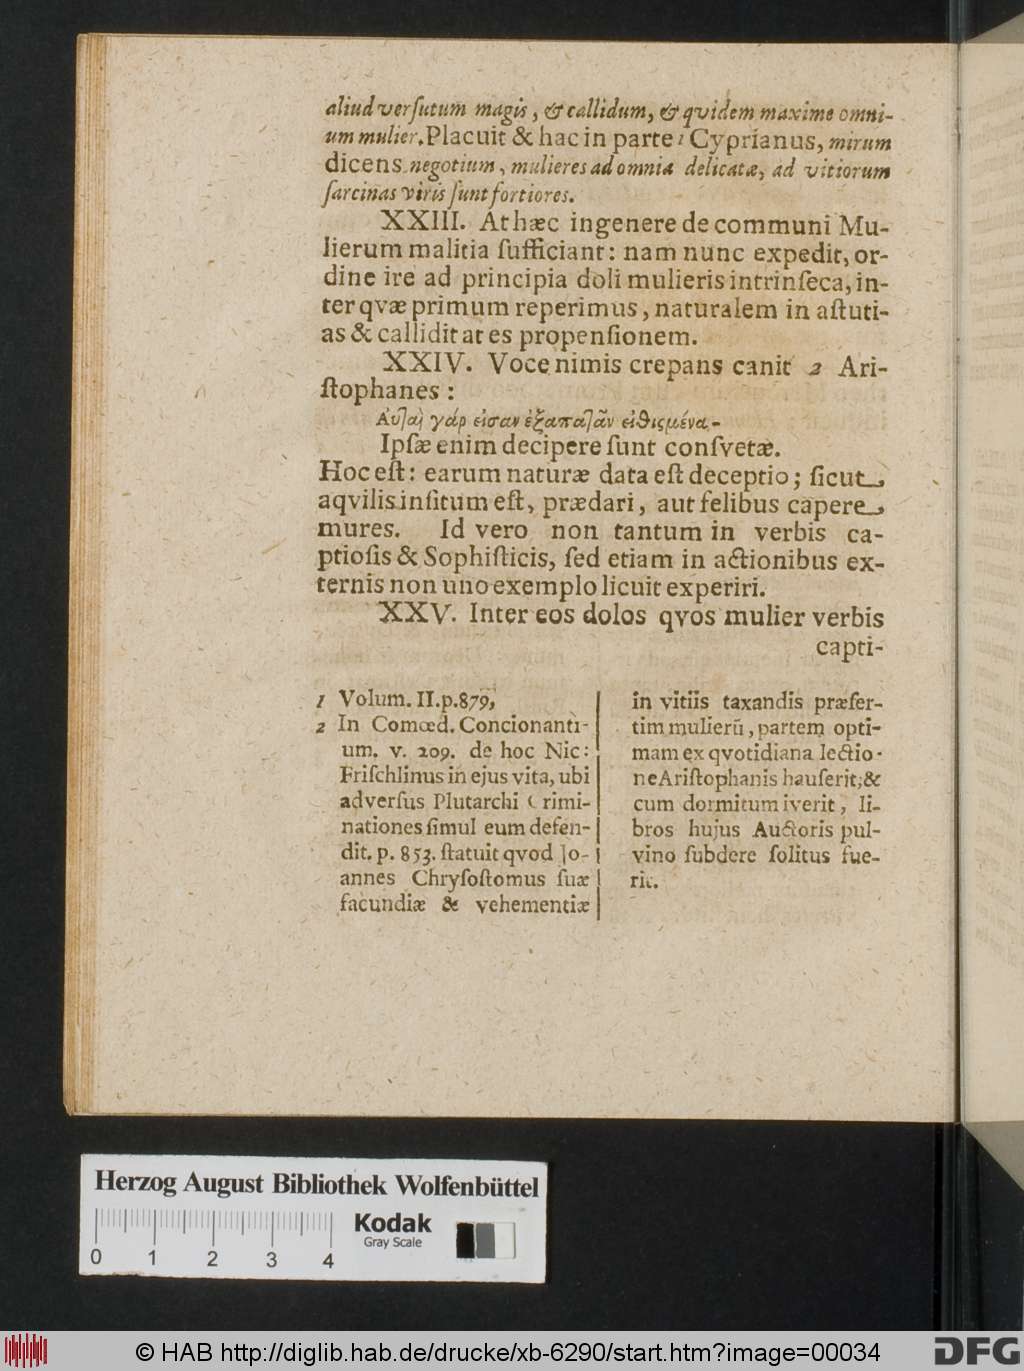 aliud verſutum magis, & callidum, & qvidem maxime omni-
um mulier. Placuit & hac in parte 1 Cyprianus, mirum
dicens negotium, mulieres ad omnia delicatæ, ad vitiorum
ſarcinas viris ſunt fortiores.
XXIII. At hæc in genere de communi Mu-
lierum malitia ſufficiant: nam nunc expedit, or-
dine ire ad principia doli mulieris intrinſeca, in-
ter qvæ primum reperimus, naturalem in aſtuti-
as & calliditates propenſionem.
XXIV. Voce nimis crepans canit 2 Ari-
ſtophanes:
Αυ̃ται γάρ εἰσαν ἐξαπατᾶν εἰθιςμέναι.
Ipſæ enim decipere ſunt conſvetæ.
Hoc eſt: earum naturæ data eſt deceptio; ſicut
aqvilis inſitum eſt, prædari, aut felibus capere
mures. Id vero non tantum in verbis ca-
ptioſis & Sophiſticis, ſed etiam in actionibus ex-
ternis non uno exemplo licuit experiri.
XXV. Inter eos dolos qvos mulier verbis
capti-
1 Volum. II. p. 879,
2 In Comœd. Concionanti-
um. v. 209. de hoc Nic:
Friſchlinus in ejus vita, ubi
adverſus Plutarchi Crimi-
nationes ſimul eum defen-
dit. p. 853. ſtatuit qvod Jo-
annes Chryſoſtomus ſuæ
facundiæ & vehementiæ
in vitiis taxandis præſer-
tim mulierū, partem opti-
mam ex qvotidiana lectio-
ne Ariſtophanis hauſerit; &
cum dormitum iverit, li-
bros hujus Auctoris pul-
vino ſubdere ſolitus fue-
rit.
Herzog August Bibliothek Wolfenbüttel
Kodak
Gray Scale
0 1 2 3 4
© HAB http://diglib.hab.de/drucke/xb-6290/start.htm?image=00034
DFG